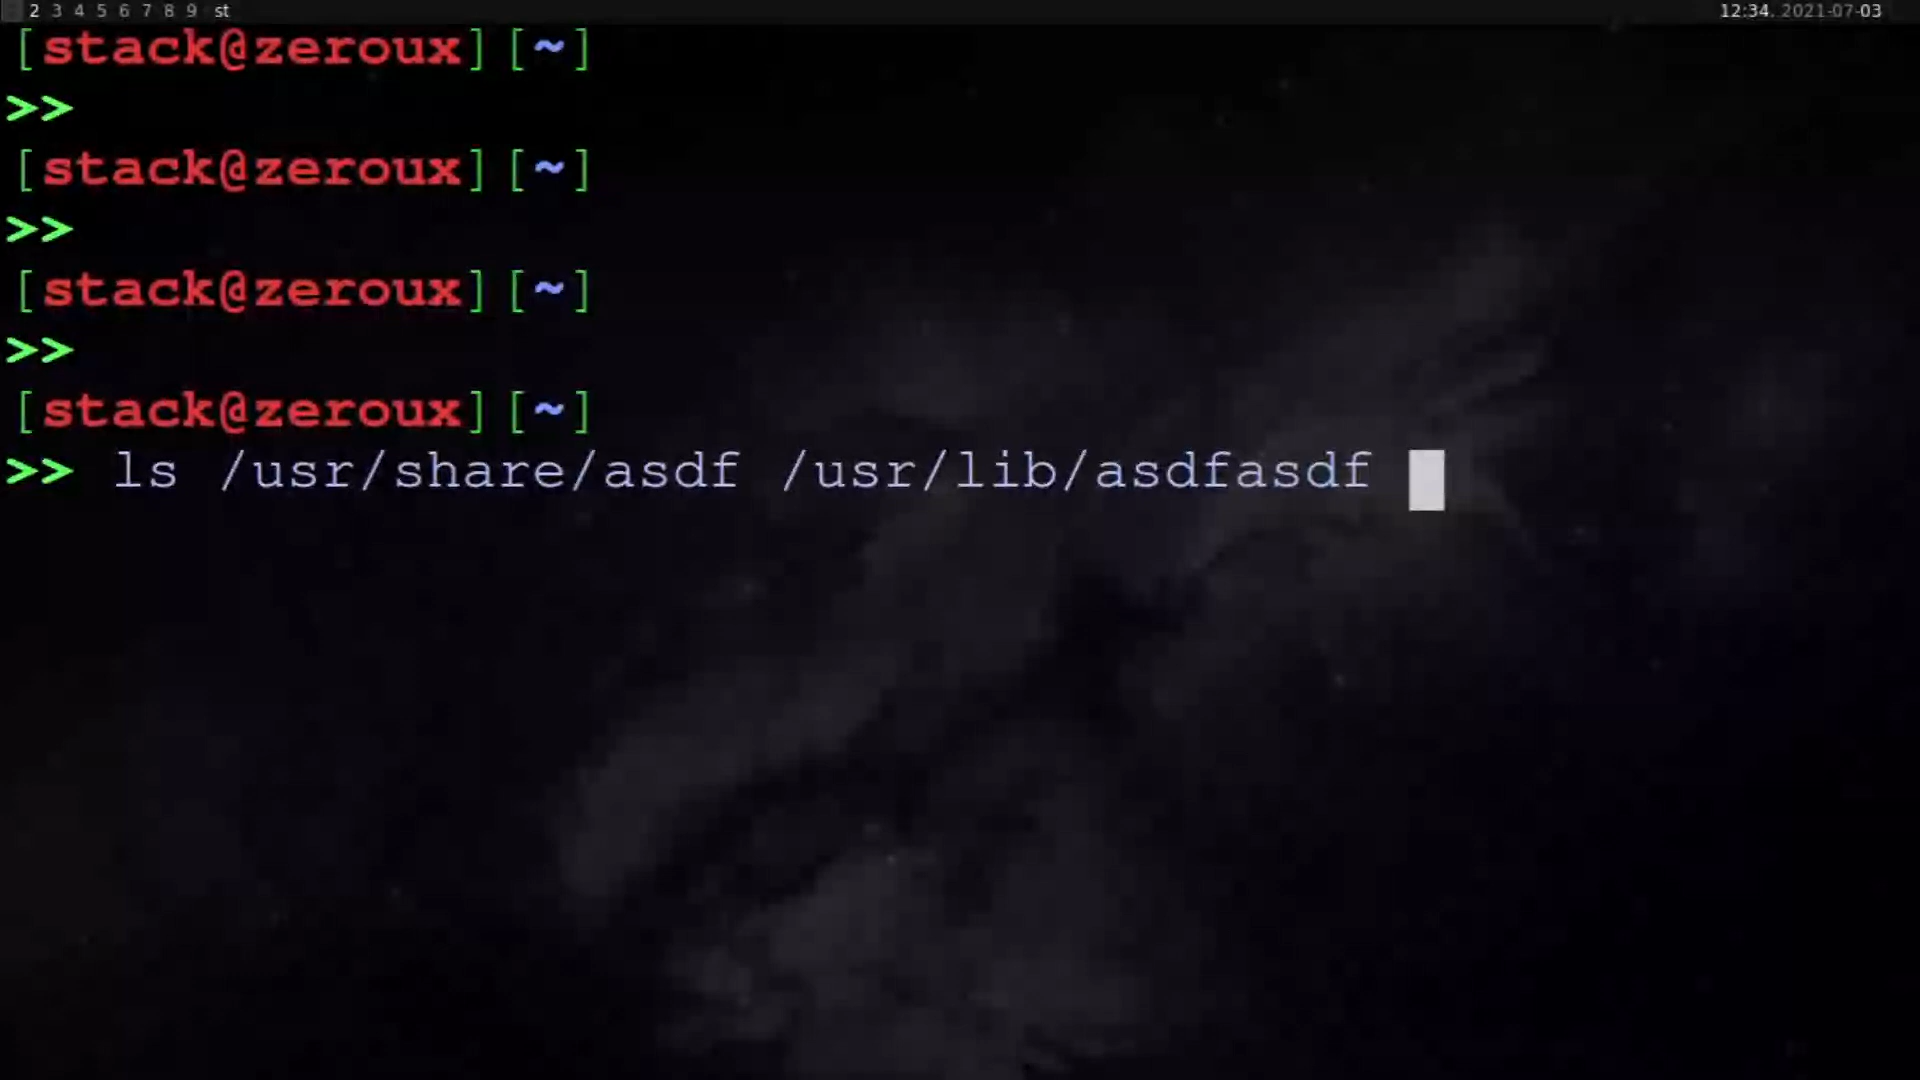 2 3 4 5 6 7 8 9 st 12:34. 2021-07-03
[stack@zeroux][~]
>>
[stack@zeroux][~]
>>
[stack@zeroux][~]
>>
[stack@zeroux][~]
>> ls /usr/share/asdf /usr/lib/asdfasdf